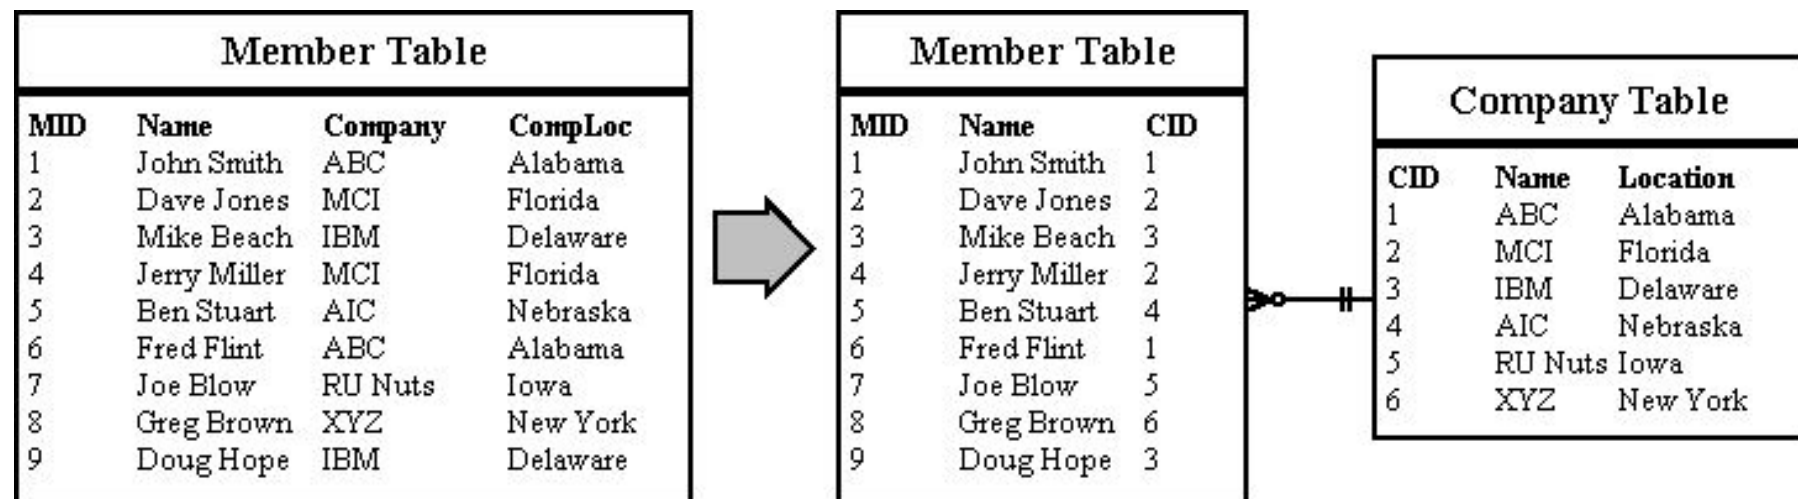 Member Table
MID Name Company CompLoc
1 John Smith ABC Alabama
2 Dave Jones MCI Florida
3 Mike Beach IBM Delaware
4 Jerry Miller MCI Florida
5 Ben Stuart AIC Nebraska
6 Fred Flint ABC Alabama
7 Joe Blow RU Nuts Iowa
8 Greg Brown XYZ New York
9 Doug Hope IBM Delaware
Member Table
MID Name CID
1 John Smith 1
2 Dave Jones 2
3 Mike Beach 3
4 Jerry Miller 2
5 Ben Stuart 4
6 Fred Flint 1
7 Joe Blow 5
8 Greg Brown 6
9 Doug Hope 3
Company Table
CID Name Location
1 ABC Alabama
2 MCI Florida
3 IBM Delaware
4 AIC Nebraska
5 RU Nuts Iowa
6 XYZ New York